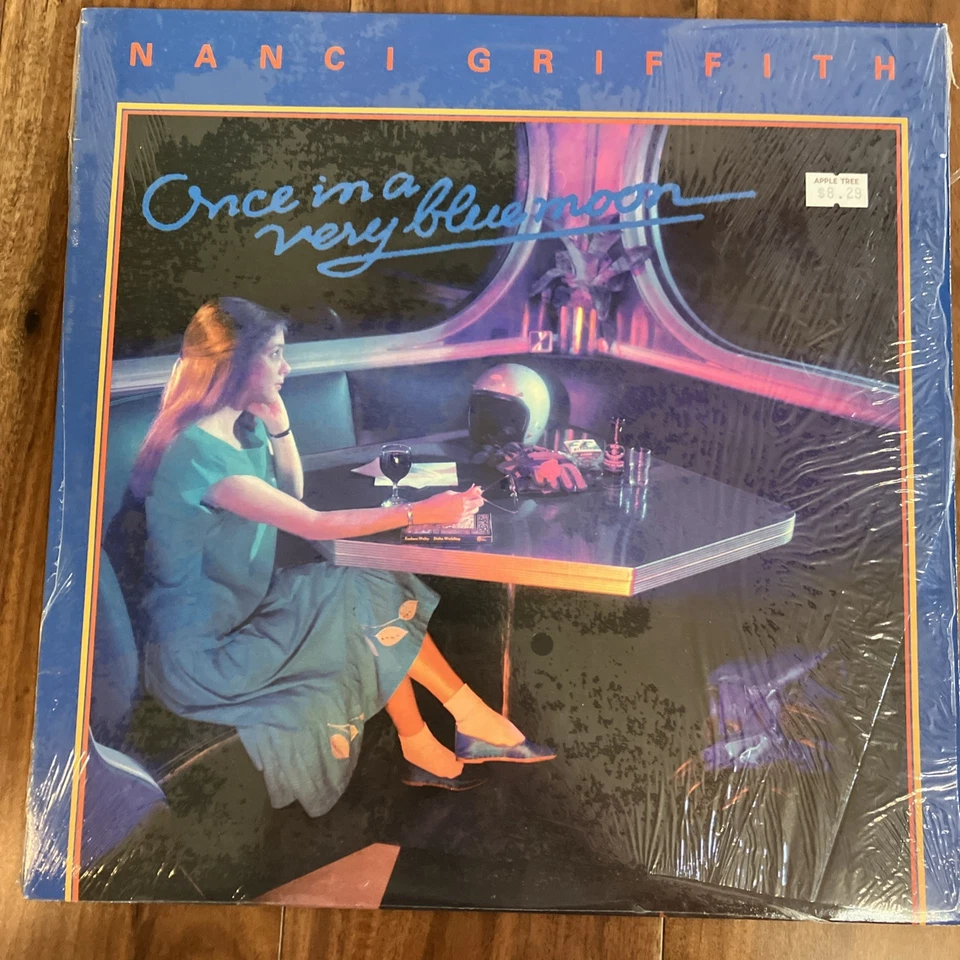 NANCI GRIFFITH
Once in a
very blue moon
APPLE TREE
$8.29